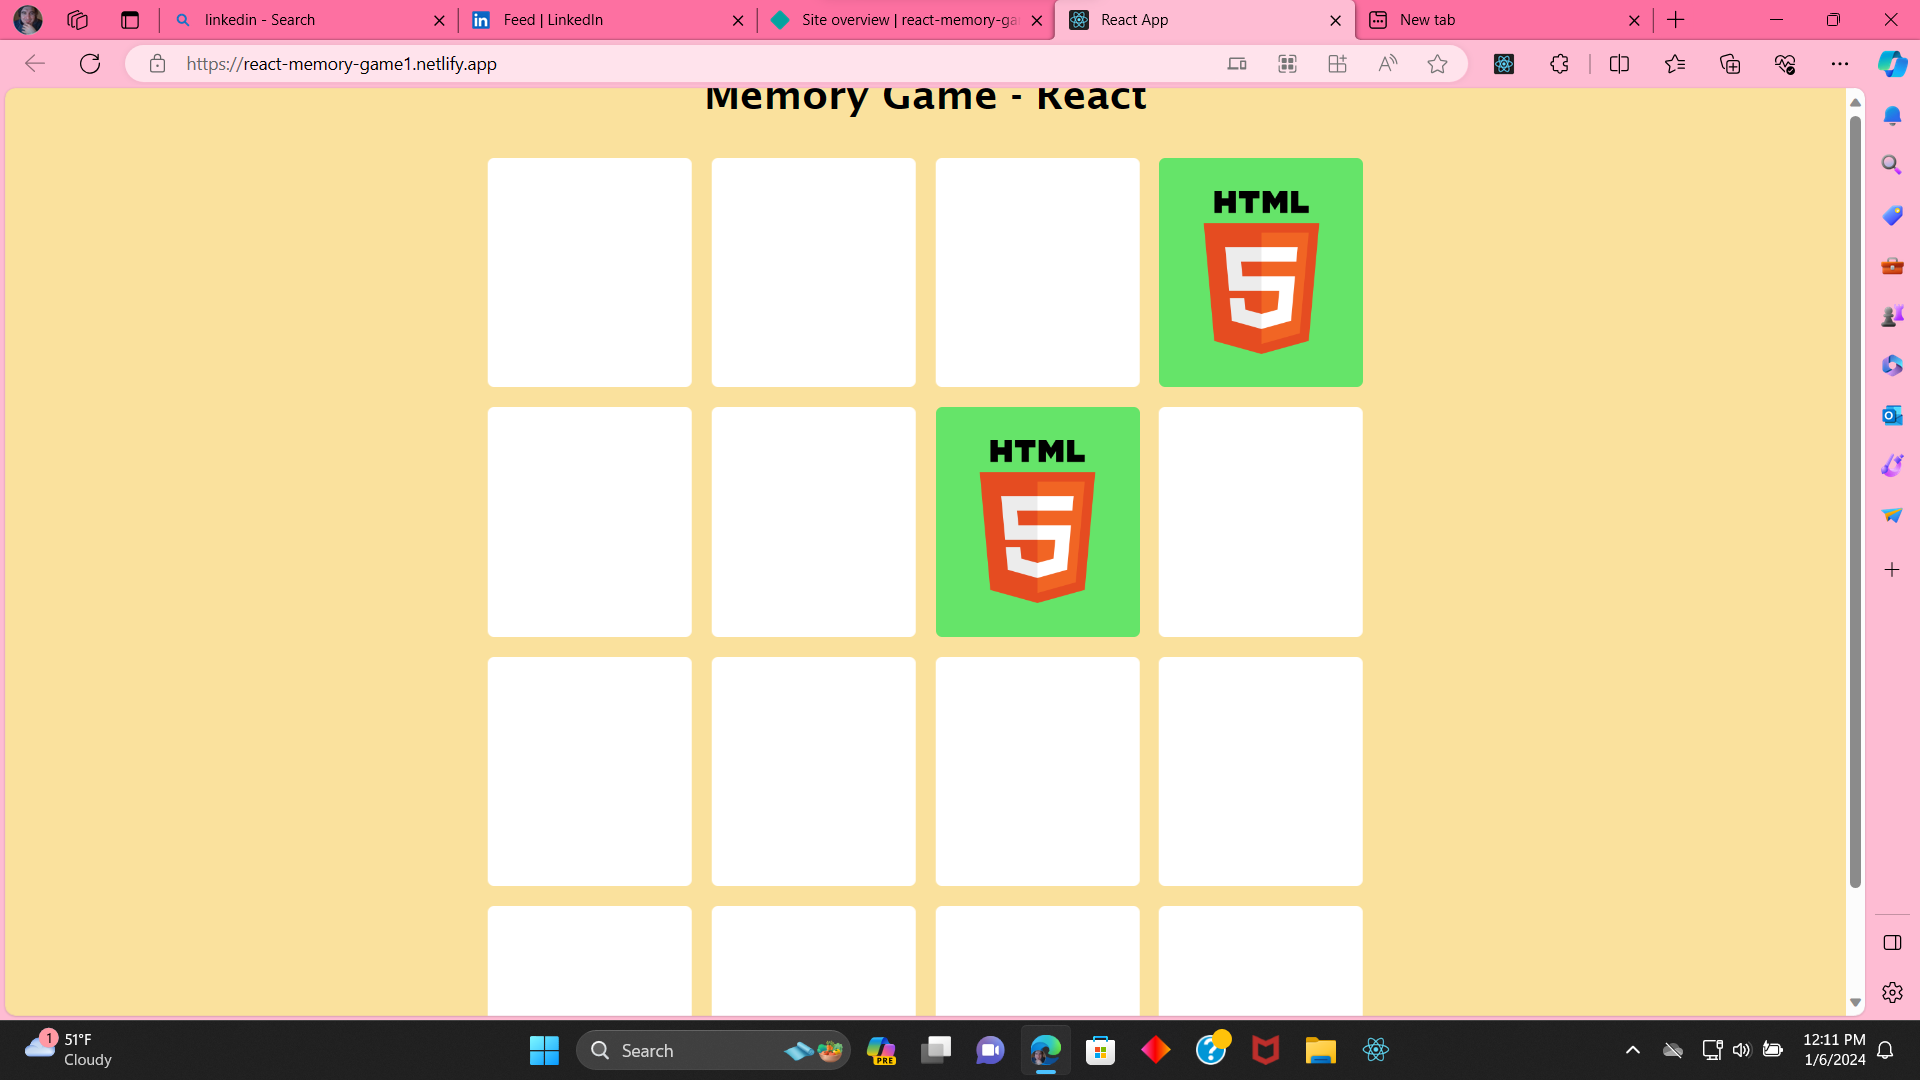 linkedin - Search
Feed | LinkedIn
Site overview | react-memory-ga
React App
New tab
https://react-memory-game1.netlify.app
Memory Game - React
HTML
5
HTML
5
1
51°F
Cloudy
Search
PRE
12:11 PM
1/6/2024